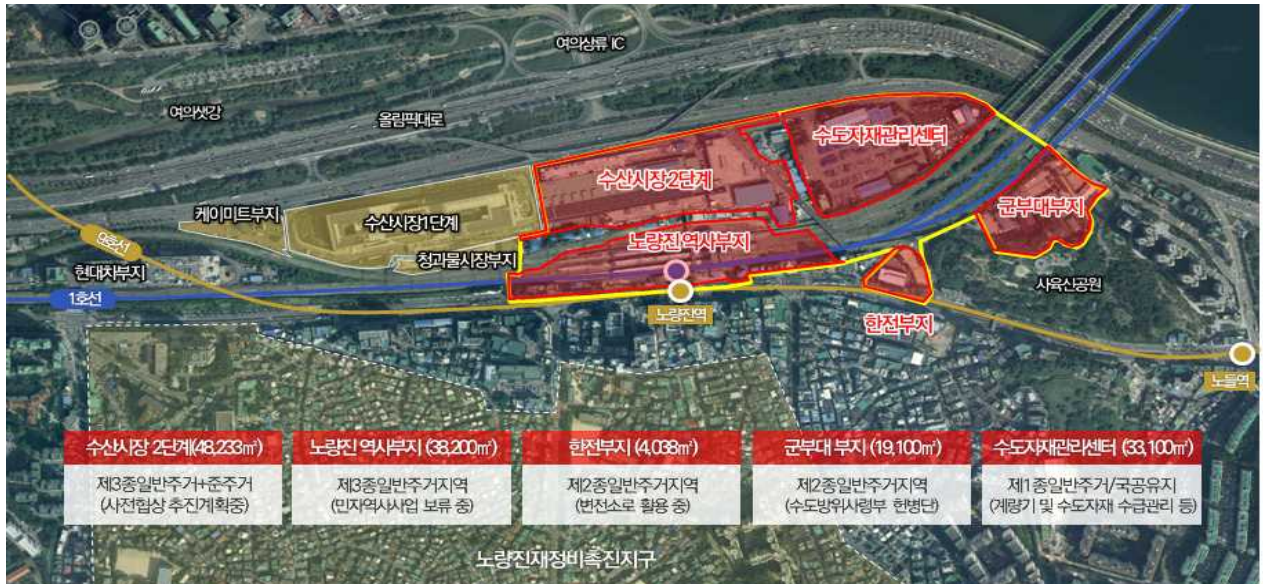 여의상류 IC
여의샛강
올림픽대로
수도자재관리센터
수산시장 2단계
군부대부지
케이미트부지
수산시장1단계
노량진 역사부지
9호선
청과물시장부지
현대차부지
사육신공원
1호선
노량진역
한전부지
노들역
수산시장 2단계(48,233㎡)
제3종일반주거+준주거
(사전협상 추진계획중)
노량진 역사부지 (38,200㎡)
제3종일반주거지역
(민자역사사업 보류 중)
한전부지 (4,038㎡)
제2종일반주거지역
(변전소로 활용 중)
군부대 부지 (19,100㎡)
제2종일반주거지역
(수도방위사령부 헌병단)
수도자재관리센터 (33,100㎡)
제1종일반주거/국공유지
(계량기 및 수도자재 수급관리 등)
노량진재정비촉진지구